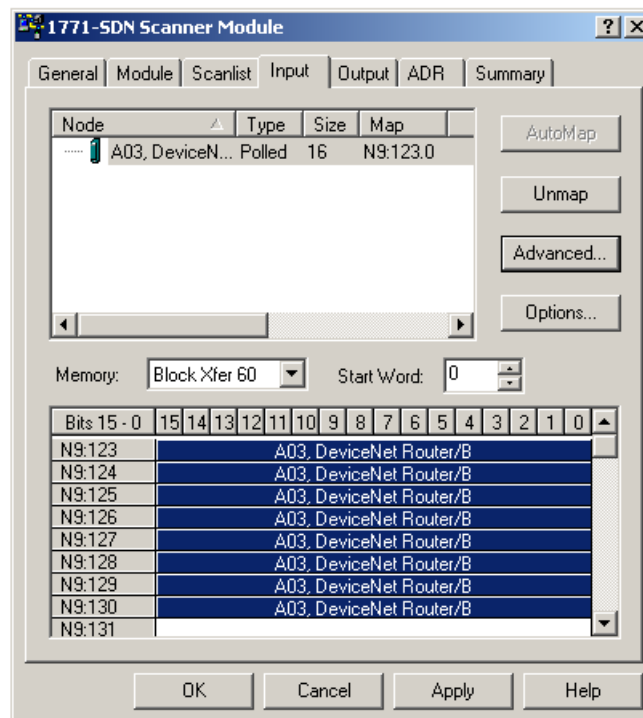 1771-SDN Scanner Module
General Module Scanlist Input Output ADR Summary
Node Type Size Map
A03, DeviceN... Polled 16 N9:123.0
AutoMap
Unmap
Advanced...
Options...
Memory: Block Xfer 60 Start Word: 0
Bits 15 - 0 15 14 13 12 11 10 9 8 7 6 5 4 3 2 1 0
N9:123 A03, DeviceNet Router/B
N9:124 A03, DeviceNet Router/B
N9:125 A03, DeviceNet Router/B
N9:126 A03, DeviceNet Router/B
N9:127 A03, DeviceNet Router/B
N9:128 A03, DeviceNet Router/B
N9:129 A03, DeviceNet Router/B
N9:130 A03, DeviceNet Router/B
N9:131
OK Cancel Apply Help